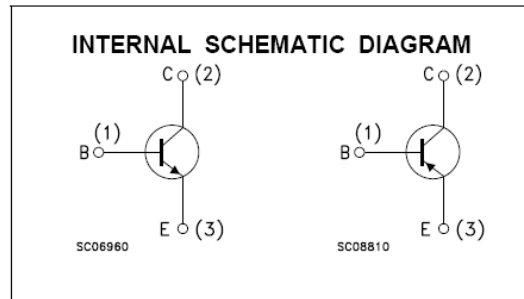 INTERNAL SCHEMATIC DIAGRAM
C (2) C (2)
(1) (1)
B B
E (3) E (3)
SC06960 SC08810